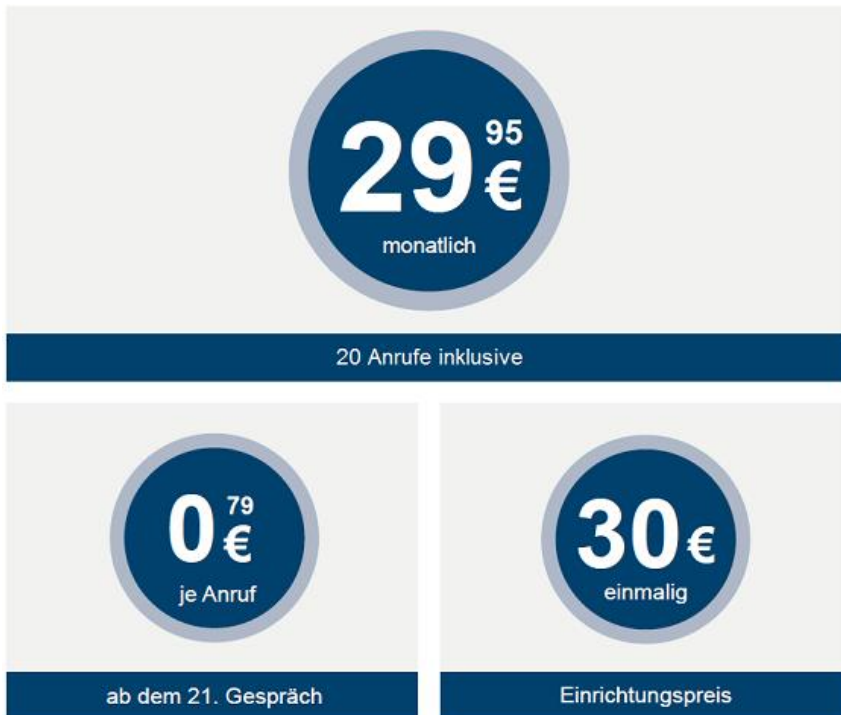 29 95 €
monatlich
20 Anrufe inklusive
0 79 €
je Anruf
ab dem 21. Gespräch
30 €
einmalig
Einrichtungspreis